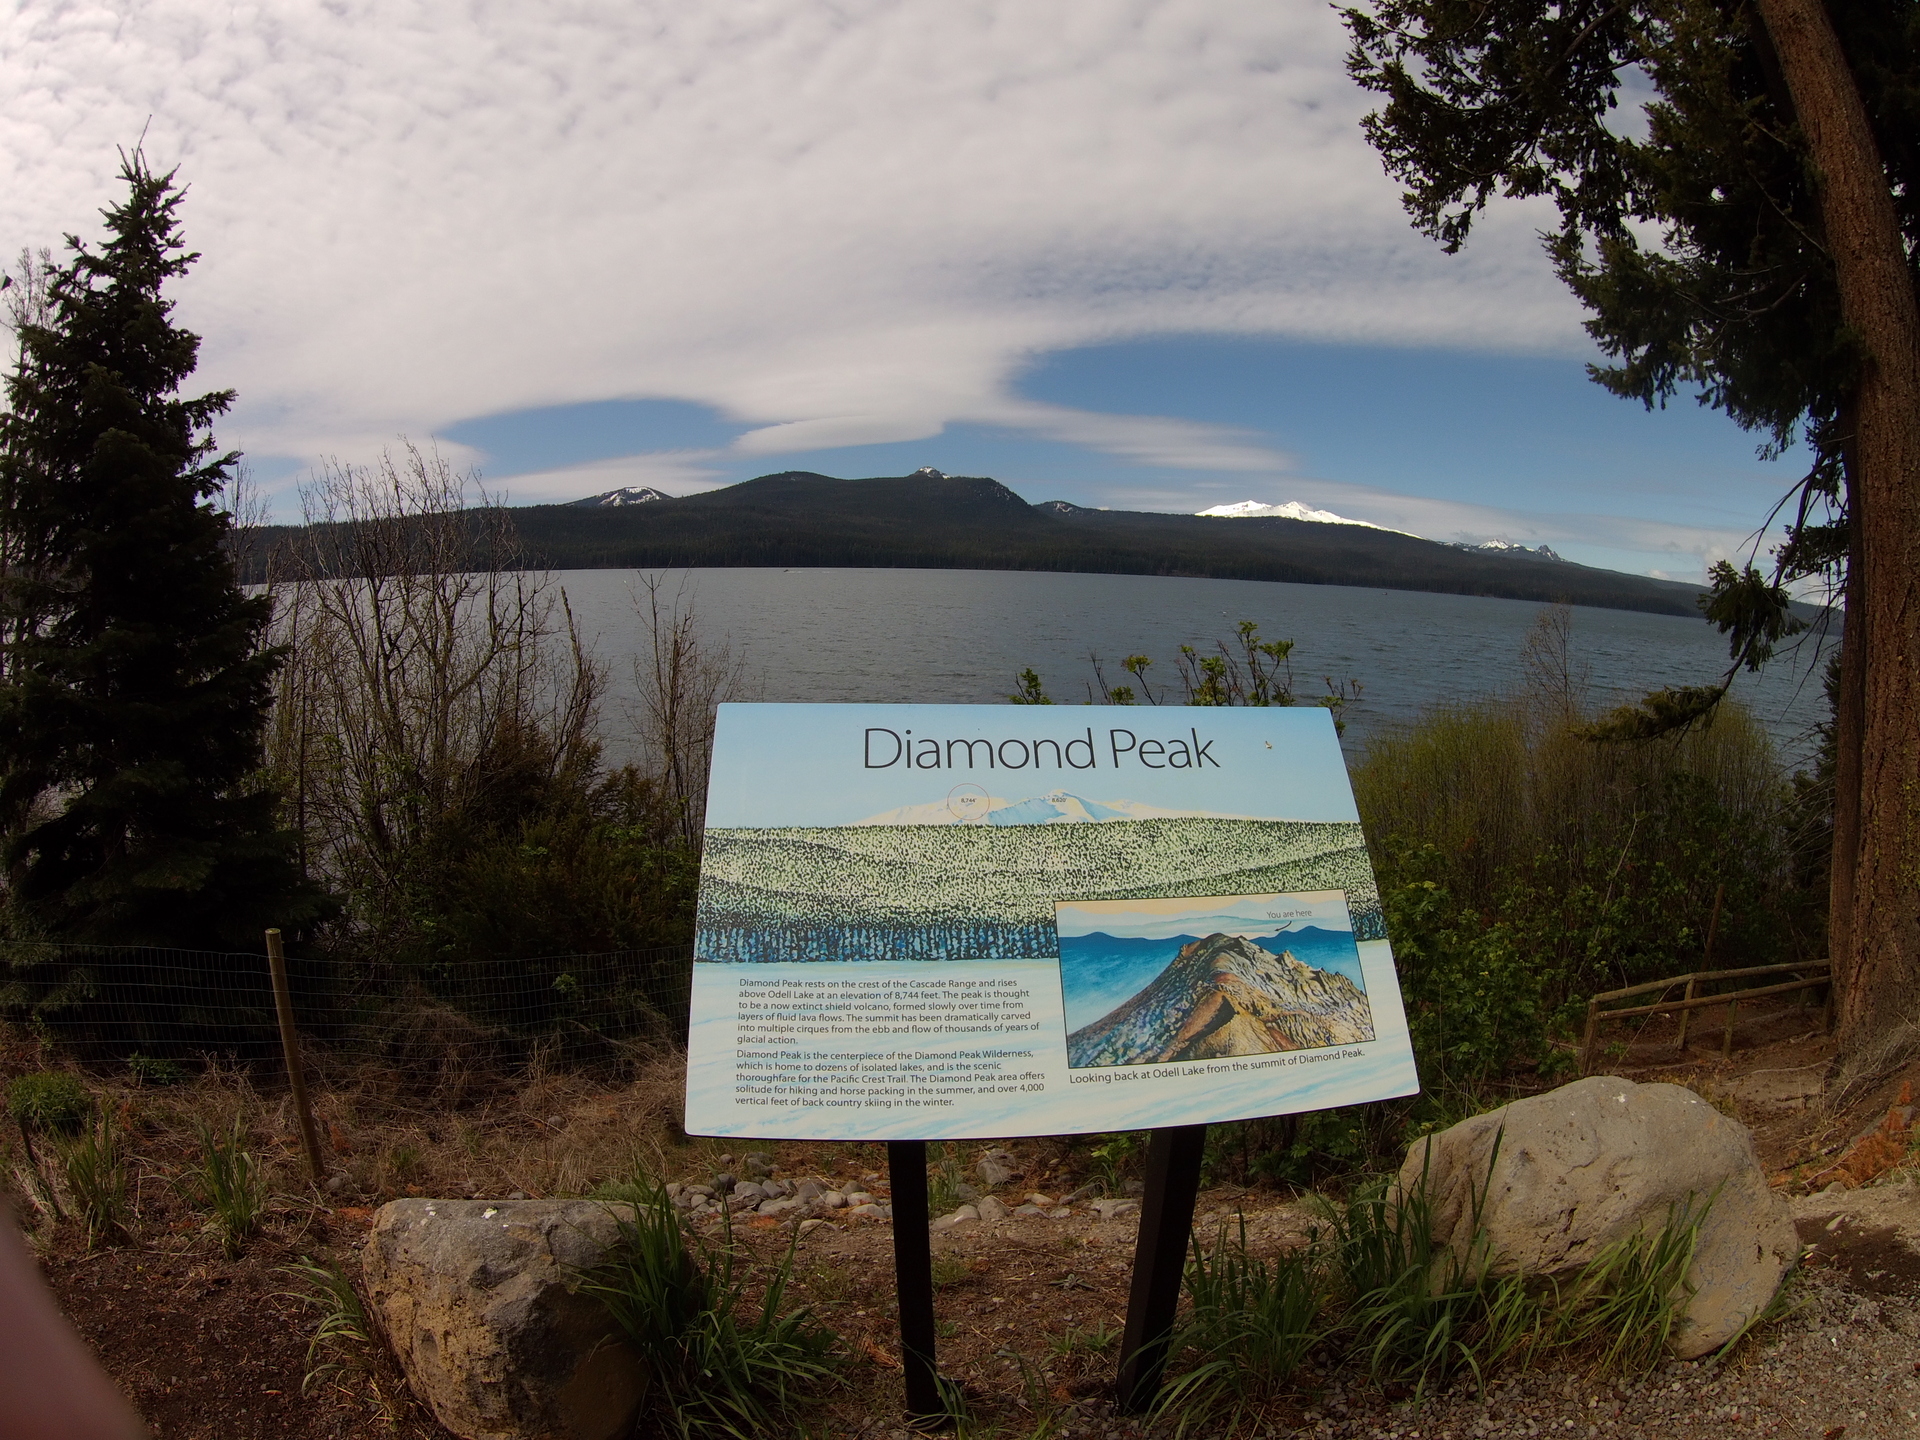 Diamond Peak
8,744'
You are here
Diamond Peak rests on the crest of the Cascade Range and rises
above Odell Lake at an elevation of 8,744 feet. The peak is thought
to be a now extinct shield volcano, formed slowly over time from
layers of fluid lava flows. The summit has been dramatically carved
into multiple cirques from the ebb and flow of thousands of years of
glacial action.
Diamond Peak is the centerpiece of the Diamond Peak Wilderness,
which is home to dozens of isolated lakes, and is the scenic
thoroughfare for the Pacific Crest Trail. The Diamond Peak area offers
solitude for hiking and horse packing in the summer, and over 4,000
vertical feet of back country skiing in the winter.
Looking back at Odell Lake from the summit of Diamond Peak.